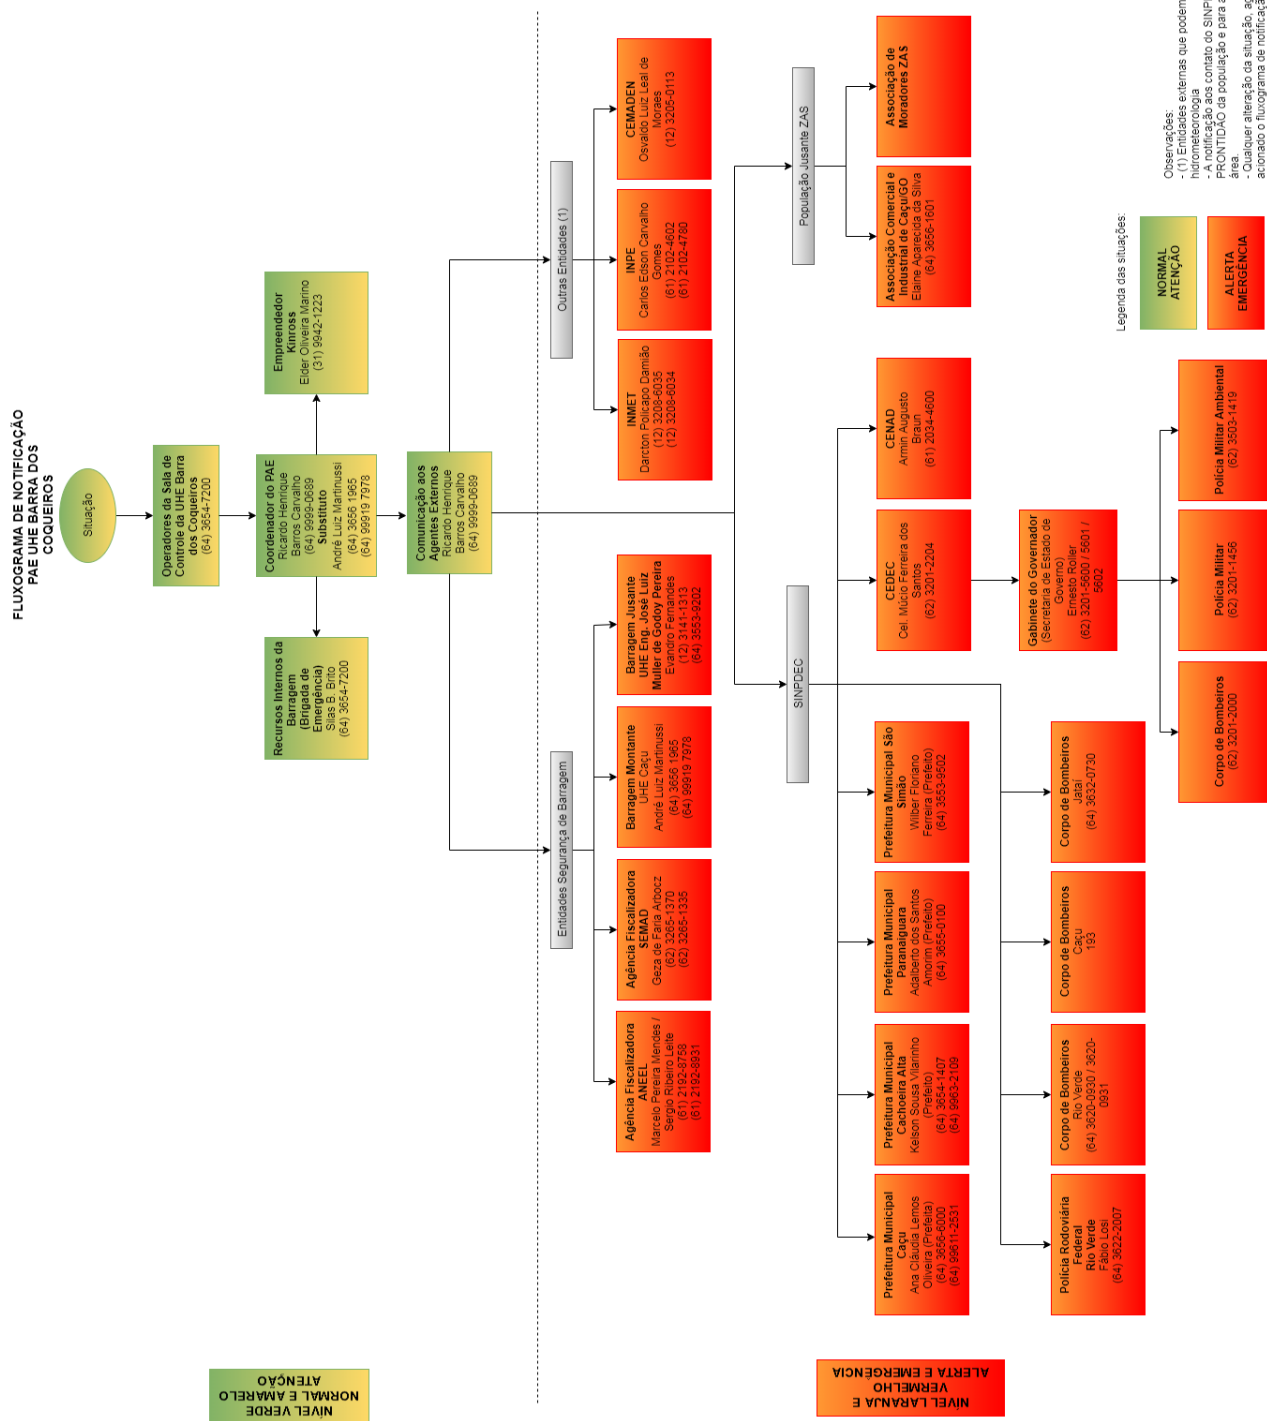 FLUXOGRAMA DE NOTIFICAÇÃO
PAE UHE BARRA DOS
COQUEIROS
Situação
Operadores da Sala de
Controle da UHE Barra
dos Coqueiros
(64) 3654-7200
Recursos Internos da
Barragem
(Brigada de
Emergência)
Silas B. Brito
(64) 3654-7200
Coordenador do PAE
Ricardo Henrique
Barros Carvalho
(64) 9999-0689
Substituto
André Luiz Martinussi
(64) 3656 1965
(64) 99919 7978
Empreendedor
Kinross
Elder Oliveira Marino
(31) 9942-1223
Comunicação aos
Agentes Externos
Ricardo Henrique
Barros Carvalho
(64) 9999-0689
NÍVEL VERDE
NORMAL E AMARELO
ATENÇÃO
Entidades Segurança de Barragem
Outras Entidades (1)
Agência Fiscalizadora
ANEEL
Marcelo Pereira Mendes /
Sergio Ribeiro Leite
(61) 2192-8758
(61) 2192-8931
Agência Fiscalizadora
SEMAD
Geza de Faria Arbocz
(62) 3265-1370
(62) 3265-1335
Barragem Montante
UHE Caçu
André Luiz Martinussi
(64) 3656 1965
(64) 99919 7978
Barragem Jusante
UHE Eng. José Luiz
Muller de Godoy Pereira
Evandro Fernandes
(12) 3141-1313
(64) 3553-9202
INMET
Darcton Policapo Damião
(12) 3208-6035
(12) 3208-6034
INPE
Carlos Edson Carvalho
Gomes
(61) 2102-4602
(61) 2102-4780
CEMADEN
Osvaldo Luiz Leal de
Moraes
(12) 3205-0113
SINPDEC
População Jusante ZAS
Prefeitura Municipal
Caçu
Ana Cláudia Lemos
Oliveira (Prefeita)
(64) 3656-6000
(64) 99611-2531
Prefeitura Municipal
Cachoeira Alta
Kelson Sousa Vilarinho
(Prefeito)
(64) 3654-1407
(64) 9963-2109
Prefeitura Municipal
Paranaiguara
Adalberto dos Santos
Amorim (Prefeito)
(64) 3655-0100
Prefeitura Municipal São
Simão
Wilber Floriano
Ferreira (Prefeito)
(64) 3553-9502
CEDEC
Cel. Múcio Ferreira dos
Santos
(62) 3201-2204
CENAD
Armin Augusto
Braun
(61) 2034-4600
Associação Comercial e
Industrial de Caçu/GO
Elaine Aparecida da Silva
(64) 3656-1601
Associação de
Moradores ZAS
NÍVEL LARANJA E
VERMELHO
ALERTA E EMERGÊNCIA
Polícia Rodoviária
Federal
Rio Verde
Fábio Losi
(64) 3622-2007
Corpo de Bombeiros
Rio Verde
(64) 3620-0930 / 3620-
0931
Corpo de Bombeiros
Caçu
193
Corpo de Bombeiros
Jataí
(64) 3632-0730
Gabinete do Governador
(Secretaria de Estado de
Governo)
Ernesto Roller
(62) 3201-5600 / 5601 /
5602
Corpo de Bombeiros
(62) 3201-2000
Polícia Militar
(62) 3201-1456
Polícia Militar Ambiental
(62) 3503-1419
Legenda das situações:
NORMAL
ATENÇÃO
ALERTA
EMERGÊNCIA
Observações:
- (1) Entidades externas que podem
hidrometeorologia
- A notificação aos contato do SINP
PRONTIDÃO da população e para a
área.
- Qualquer alteração da situação,
acionado o fluxograma de notificação